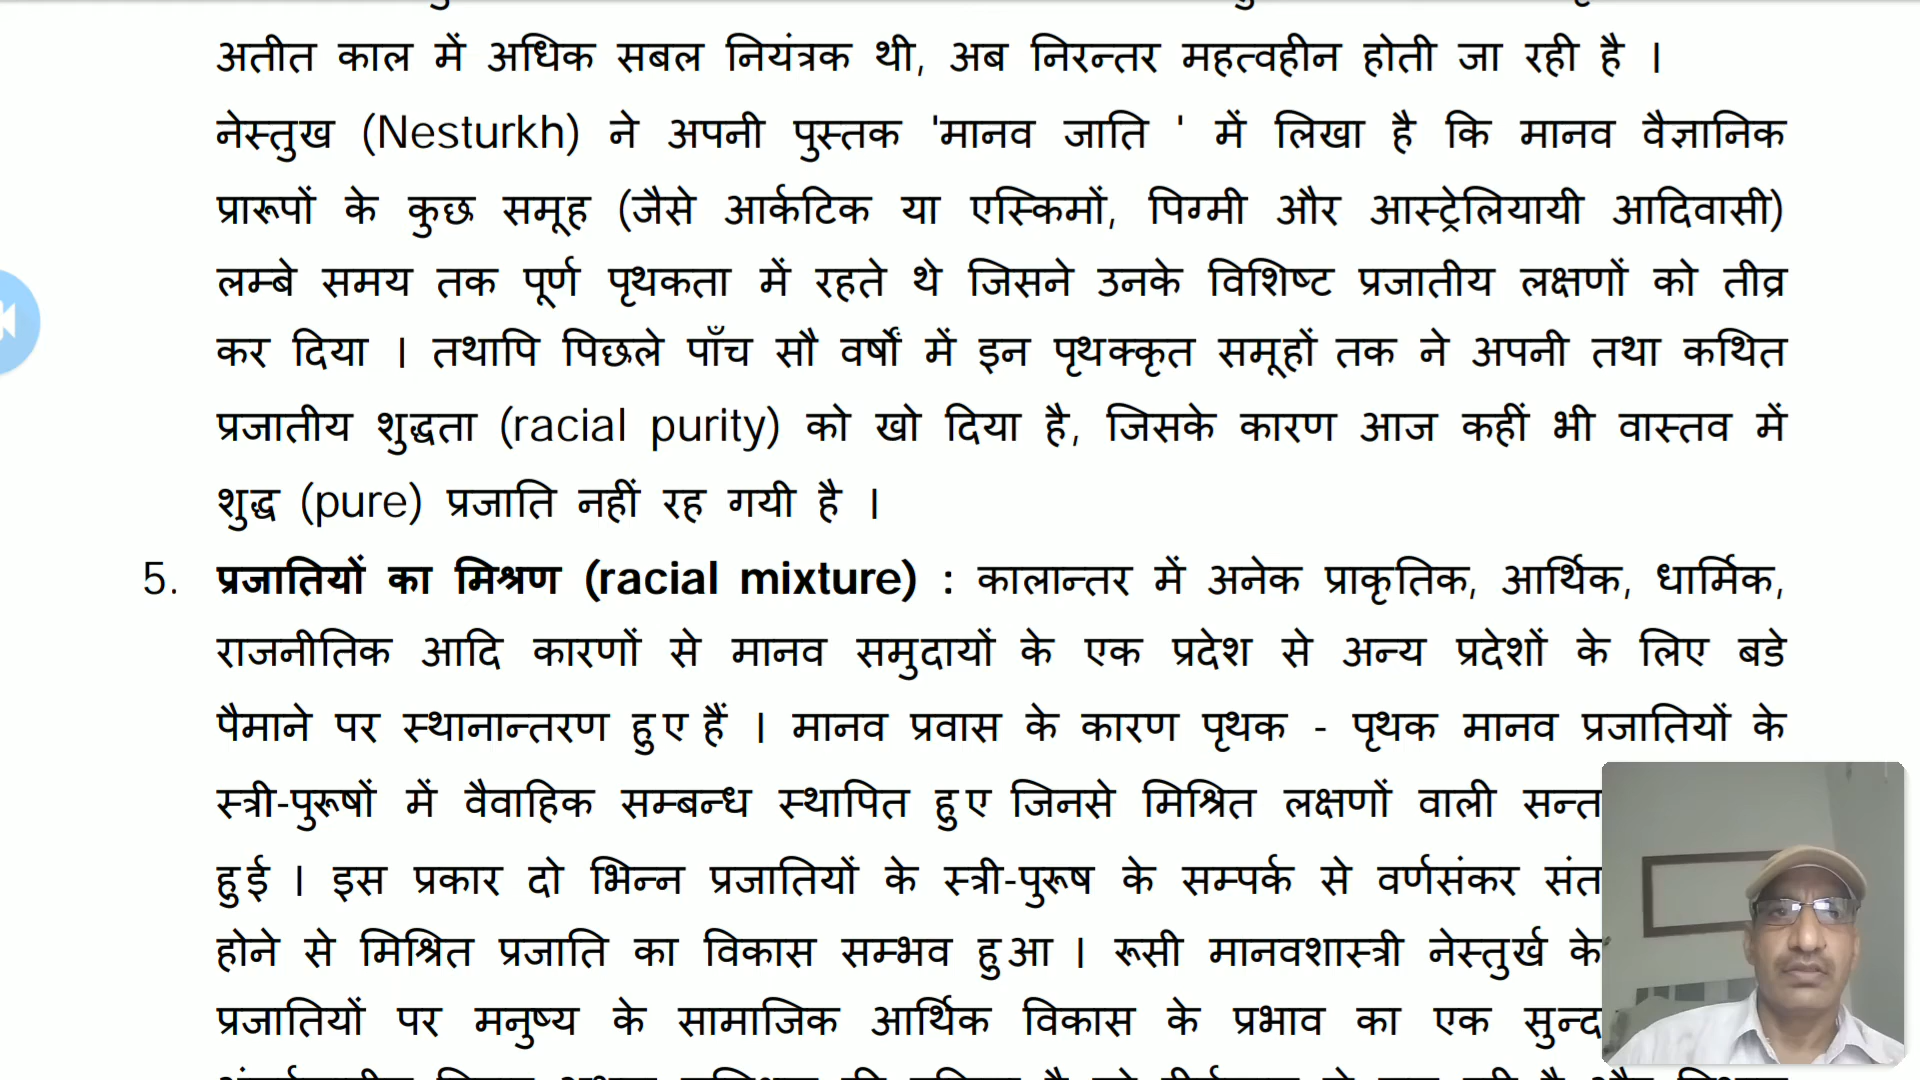 अतीत काल में अधिक सबल नियंत्रक थी, अब निरन्तर महत्वहीन होती जा रही है ।
नेस्तुख (Nesturkh) ने अपनी पुस्तक 'मानव जाति ' में लिखा है कि मानव वैज्ञानिक
प्रारूपों के कुछ समूह (जैसे आर्कटिक या एस्किमों, पिग्मी और आस्ट्रेलियायी आदिवासी)
लम्बे समय तक पूर्ण पृथकता में रहते थे जिसने उनके विशिष्ट प्रजातीय लक्षणों को तीव्र
कर दिया । तथापि पिछले पाँच सौ वर्षों में इन पृथक्कृत समूहों तक ने अपनी तथा कथित
प्रजातीय शुद्धता (racial purity) को खो दिया है, जिसके कारण आज कहीं भी वास्तव में
शुद्ध (pure) प्रजाति नहीं रह गयी है ।
5. प्रजातियों का मिश्रण (racial mixture) : कालान्तर में अनेक प्राकृतिक, आर्थिक, धार्मिक,
राजनीतिक आदि कारणों से मानव समुदायों के एक प्रदेश से अन्य प्रदेशों के लिए बडे
पैमाने पर स्थानान्तरण हुए हैं । मानव प्रवास के कारण पृथक - पृथक मानव प्रजातियों के
स्त्री-पुरूषों में वैवाहिक सम्बन्ध स्थापित हुए जिनसे मिश्रित लक्षणों वाली
हुई । इस प्रकार दो भिन्न प्रजातियों के स्त्री-पुरूष के सम्पर्क से वर्णसंकर
होने से मिश्रित प्रजाति का विकास सम्भव हुआ । रूसी मानवशास्त्री नेस्तुर्ख के
प्रजातियों पर मनुष्य के सामाजिक आर्थिक विकास के प्रभाव का एक